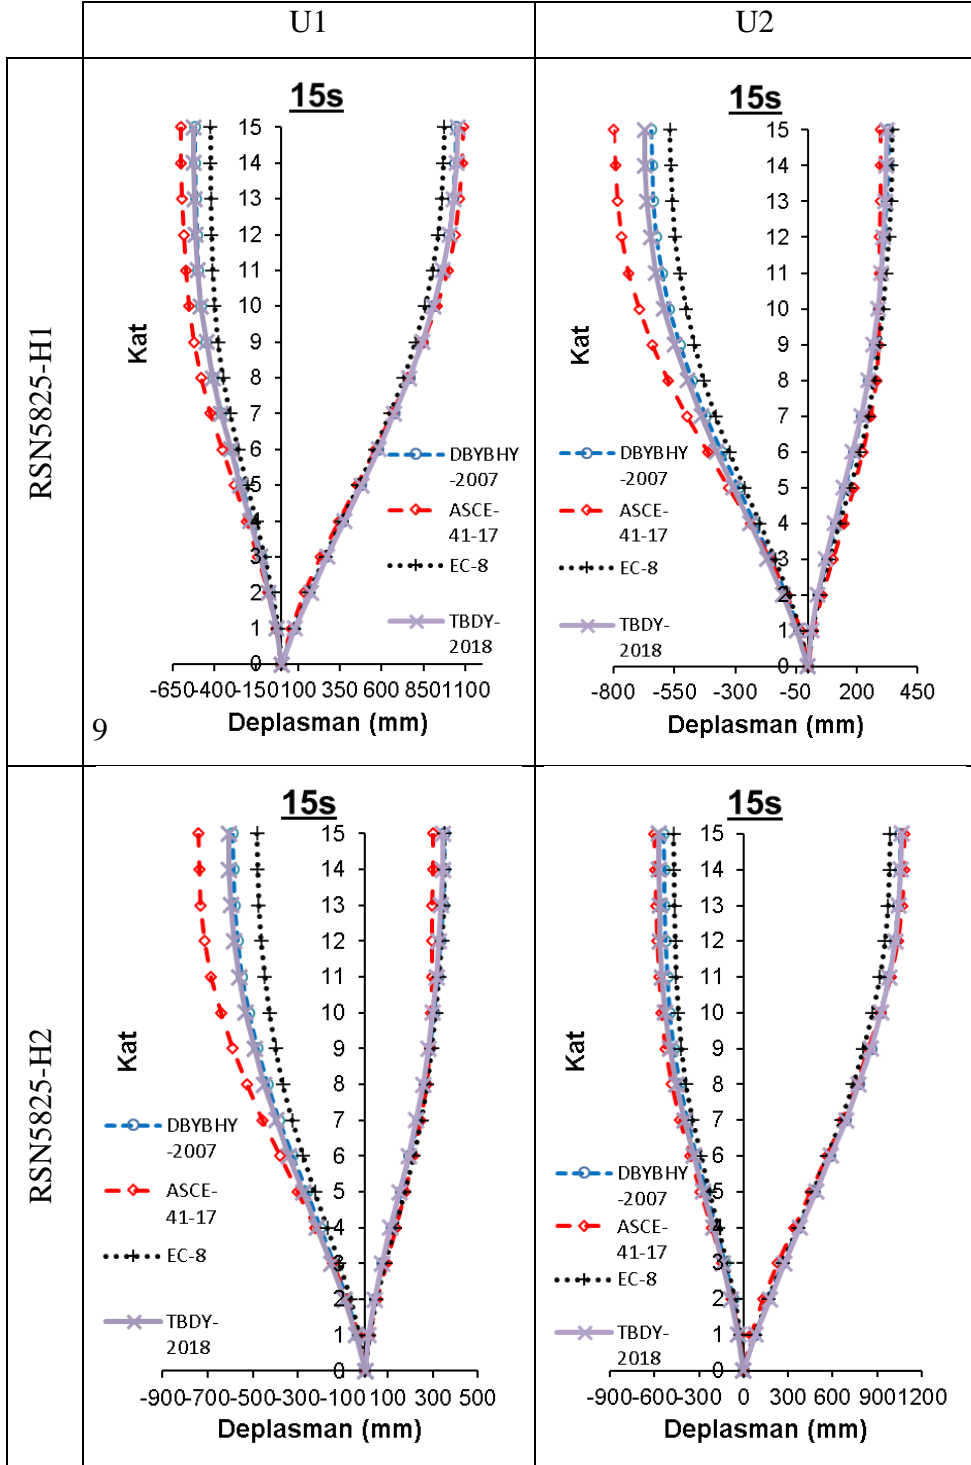 U1
U2
RSN5825-H1
15s
15
14
13
12
11
10
9
8
7
6
5
4
3
2
1
0
Kat
DBYBHY
-2007
ASCE-
41-17
EC-8
TBDY-
2018
-650-400-150 100 350 600 850 1100
Deplasman (mm)
9
15s
15
14
13
12
11
10
9
8
7
6
5
4
3
2
1
0
Kat
DBYBHY
-2007
ASCE-
41-17
EC-8
TBDY-
2018
-800 -550 -300 -50 200 450
Deplasman (mm)
RSN5825-H2
15s
15
14
13
12
11
10
9
8
7
6
5
4
3
2
1
0
Kat
DBYBHY
-2007
ASCE-
41-17
EC-8
TBDY-
2018
-900-700-500-300-100 100 300 500
Deplasman (mm)
15s
15
14
13
12
11
10
9
8
7
6
5
4
3
2
1
0
Kat
DBYBHY
-2007
ASCE-
41-17
EC-8
TBDY-
2018
-900 -600 -300 0 300 600 900 1200
Deplasman (mm)